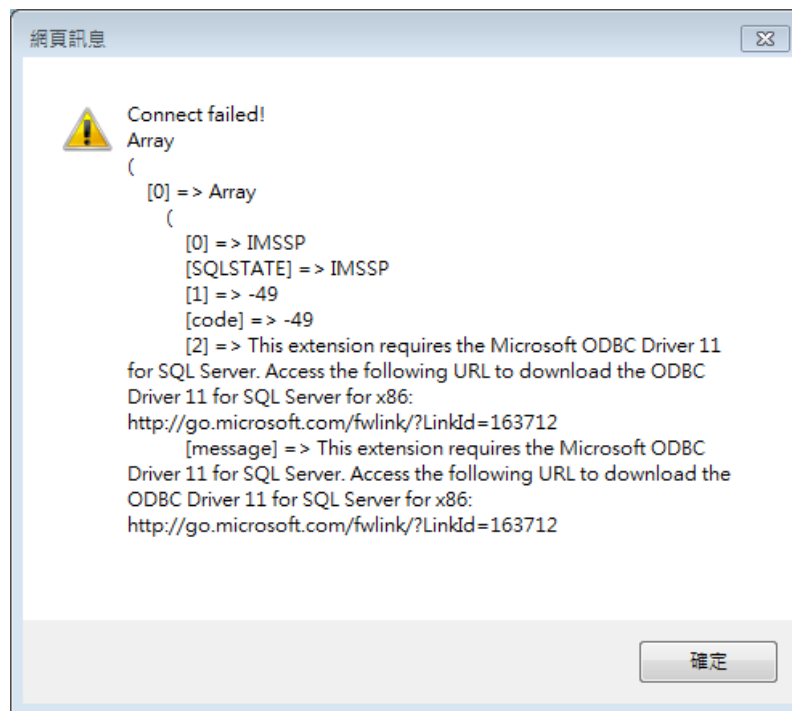 網頁訊息
Connect failed!
Array
(
[0] => Array
(
[0] => IMSSP
[SQLSTATE] => IMSSP
[1] => -49
[code] => -49
[2] => This extension requires the Microsoft ODBC Driver 11
for SQL Server. Access the following URL to download the ODBC
Driver 11 for SQL Server for x86:
http://go.microsoft.com/fwlink/?LinkId=163712
[message] => This extension requires the Microsoft ODBC
Driver 11 for SQL Server. Access the following URL to download the
ODBC Driver 11 for SQL Server for x86:
http://go.microsoft.com/fwlink/?LinkId=163712
確定